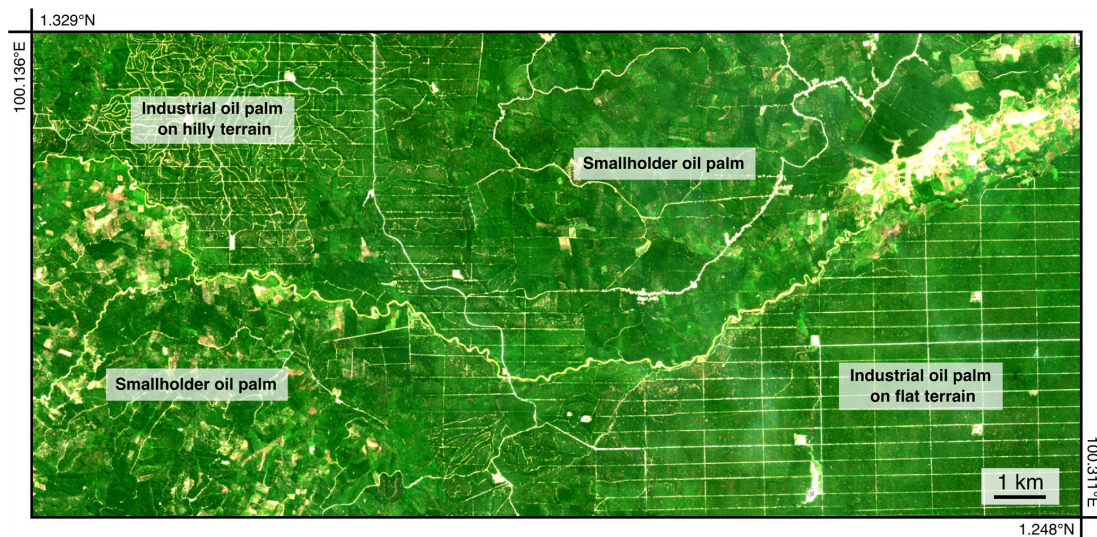 1.329°N
100.136°E
Industrial oil palm
on hilly terrain
Smallholder oil palm
Smallholder oil palm
Industrial oil palm
on flat terrain
1 km
100.311°E
1.248°N